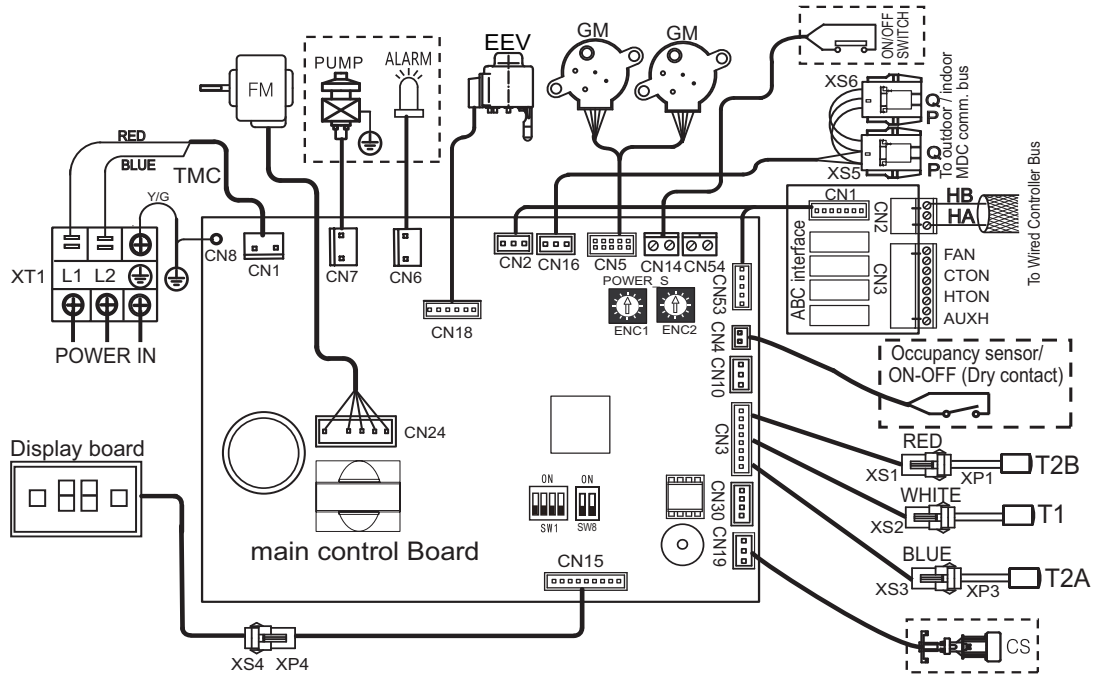 GM
GM
EEV
ON/OFF
SWITCH
PUMP
ALARM
FM
XS6
Q
P
Q
P
To outdoor / indoor
MDC comm. bus
XS5
RED
BLUE
TMC
Y/G
CN1
HB
HA
CN2
To Wired Controller Bus
ABC interface
CN3
FAN
CTON
HTON
AUXH
XT1
L1
L2
POWER IN
CN8
CN1
CN7
CN6
CN18
CN2
CN16
CN5
CN14
CN54
POWER_S
ENC1
ENC2
CN53
CN4
CN10
Occupancy sensor/
ON-OFF (Dry contact)
CN24
CN3
RED
XS1
XP1
T2B
WHITE
XS2
T1
BLUE
XS3
XP3
T2A
Display board
ON
SW1
ON
SW8
CN30
CN19
main control Board
CN15
CS
XS4
XP4